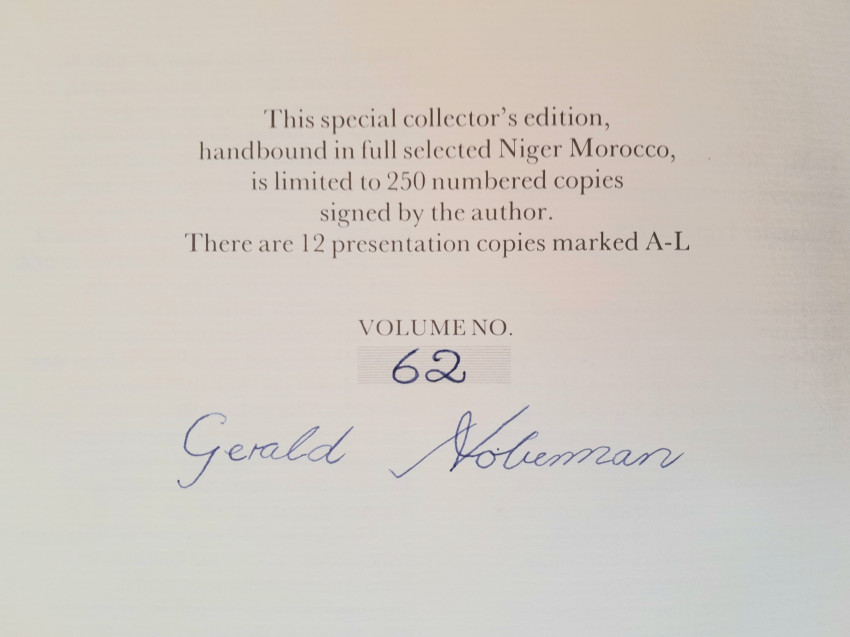 This special collector's edition,
handbound in full selected Niger Morocco,
is limited to 250 numbered copies
signed by the author.
There are 12 presentation copies marked A-L
VOLUME NO.
62
Gerald Hoberman